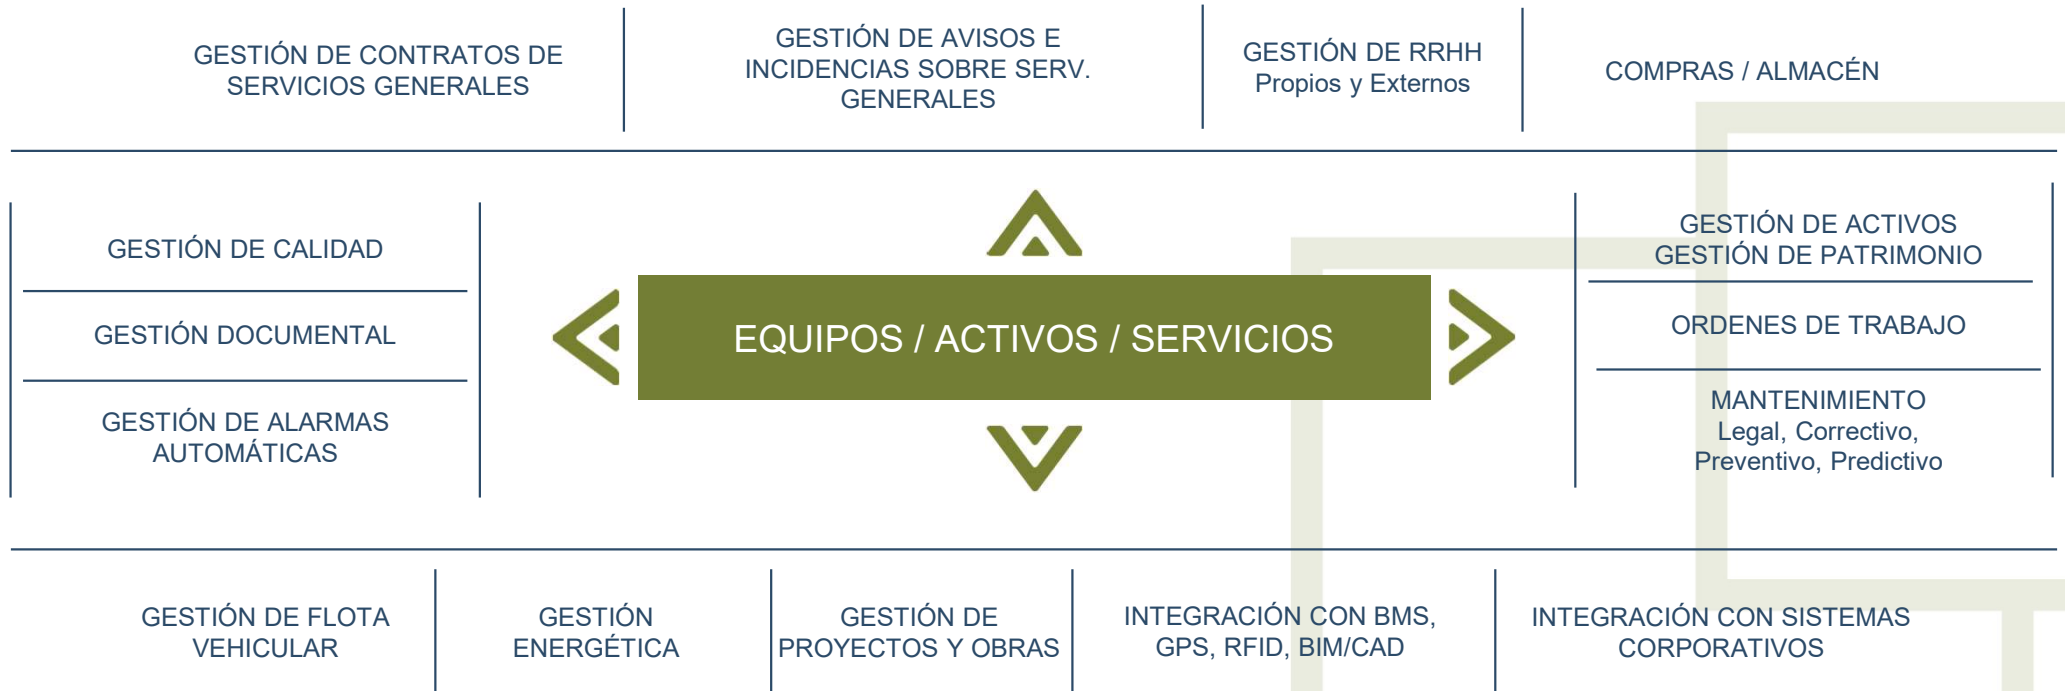 GESTIÓN DE CONTRATOS DE
SERVICIOS GENERALES
GESTIÓN DE AVISOS E
INCIDENCIAS SOBRE SERV.
GENERALES
GESTIÓN DE RRHH
Propios y Externos
COMPRAS / ALMACÉN
GESTIÓN DE CALIDAD
GESTIÓN DOCUMENTAL
GESTIÓN DE ALARMAS
AUTOMÁTICAS
EQUIPOS / ACTIVOS / SERVICIOS
GESTIÓN DE ACTIVOS
GESTIÓN DE PATRIMONIO
ORDENES DE TRABAJO
MANTENIMIENTO
Legal, Correctivo,
Preventivo, Predictivo
GESTIÓN DE FLOTA
VEHICULAR
GESTIÓN
ENERGÉTICA
GESTIÓN DE
PROYECTOS Y OBRAS
INTEGRACIÓN CON BMS,
GPS, RFID, BIM/CAD
INTEGRACIÓN CON SISTEMAS
CORPORATIVOS